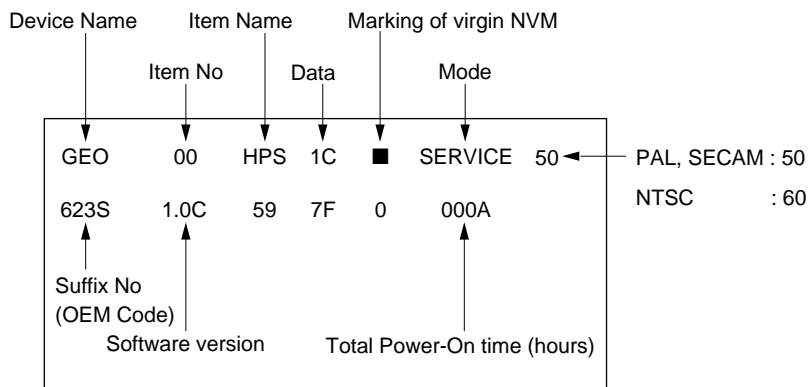 Device Name Item Name Marking of virgin NVM
Item No Data Mode
GEO 00 HPS 1C ■ SERVICE 50 PAL, SECAM : 50
NTSC : 60
623S 1.0C 59 7F 0 000A
Suffix No
(OEM Code)
Software version Total Power-On time (hours)